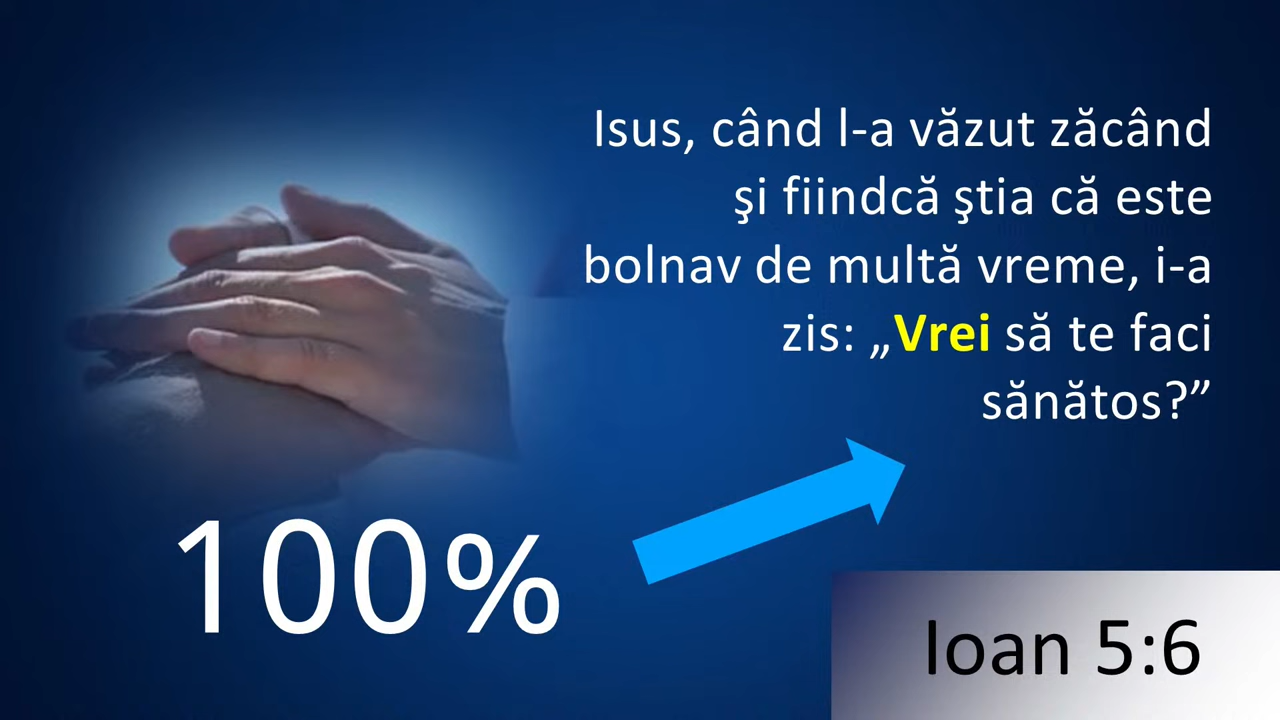 Isus, când l-a văzut zăcând
şi fiindcă ştia că este
bolnav de multă vreme, i-a
zis: „Vrei să te faci
sănătos?”
100%
Ioan 5:6